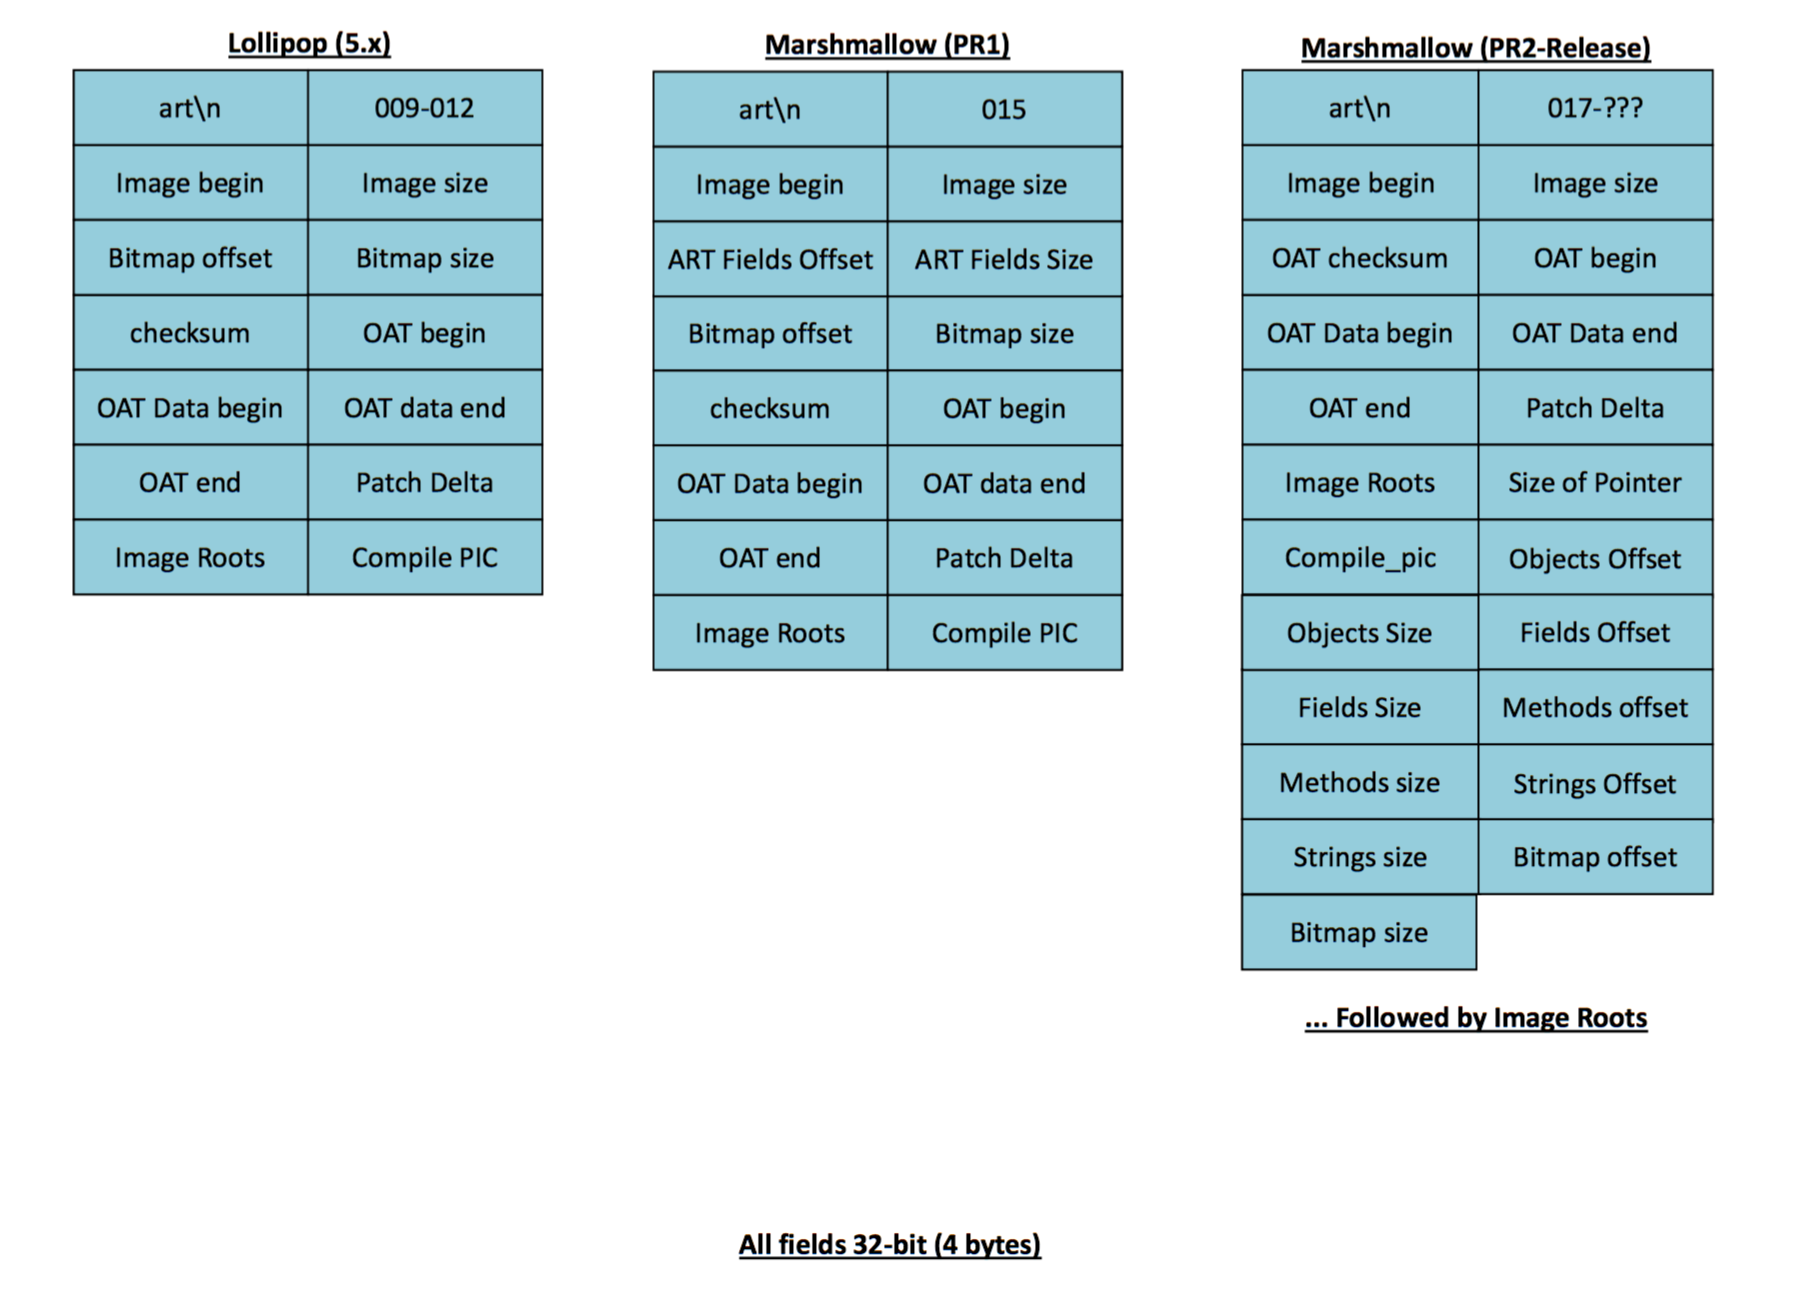 Lollipop (5.x)
art\n 009-012
Image begin Image size
Bitmap offset Bitmap size
checksum OAT begin
OAT Data begin OAT data end
OAT end Patch Delta
Image Roots Compile PIC
Marshmallow (PR1)
art\n 015
Image begin Image size
ART Fields Offset ART Fields Size
Bitmap offset Bitmap size
checksum OAT begin
OAT Data begin OAT data end
OAT end Patch Delta
Image Roots Compile PIC
Marshmallow (PR2-Release)
art\n 017-???
Image begin Image size
OAT checksum OAT begin
OAT Data begin OAT Data end
OAT end Patch Delta
Image Roots Size of Pointer
Compile_pic Objects Offset
Objects Size Fields Offset
Fields Size Methods offset
Methods size Strings Offset
Strings size Bitmap offset
Bitmap size
... Followed by Image Roots
All fields 32-bit (4 bytes)